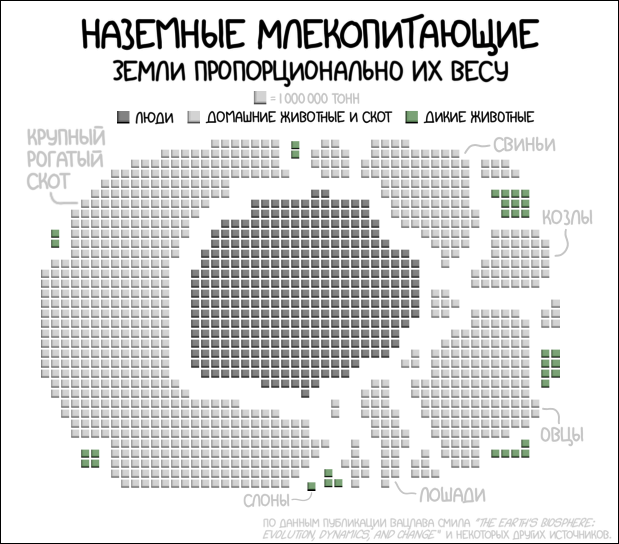 НАЗЕМНЫЕ МЛЕКОПИТАЮЩИЕ
ЗЕМЛИ ПРОПОРЦИОНАЛЬНО ИХ ВЕСУ
= 1 000 000 ТОНН
ЛЮДИ ДОМАШНИЕ ЖИВОТНЫЕ И СКОТ ДИКИЕ ЖИВОТНЫЕ
КРУПНЫЙ
РОГАТЫЙ
СКОТ
СВИНЬИ
КОЗЛЫ
ОВЦЫ
ЛОШАДИ
СЛОНЫ
ПО ДАННЫМ ПУБЛИКАЦИИ ВАЦЛАВА СМИЛА "THE EARTH'S BIOSPHERE:
EVOLUTION, DYNAMICS, AND CHANGE" И НЕКОТОРЫХ ДРУГИХ ИСТОЧНИКОВ.